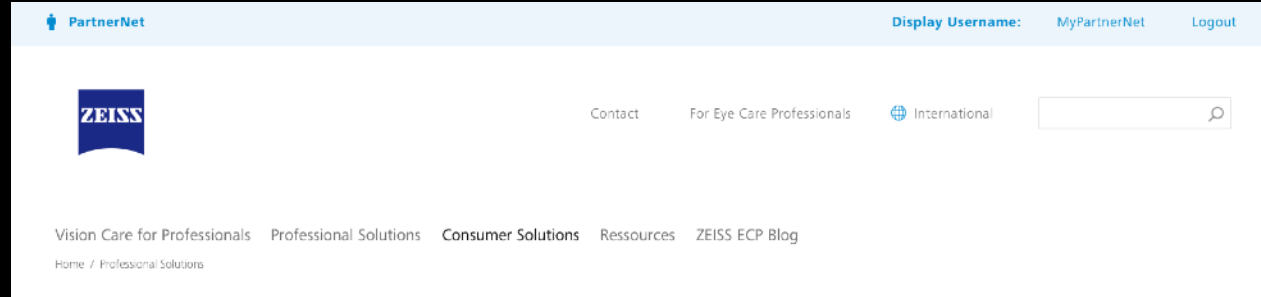 PartnerNet Display Username: MyPartnerNet Logout
ZEISS
Contact For Eye Care Professionals International
Vision Care for Professionals Professional Solutions Consumer Solutions Ressources ZEISS ECP Blog
Home / Professional Solutions